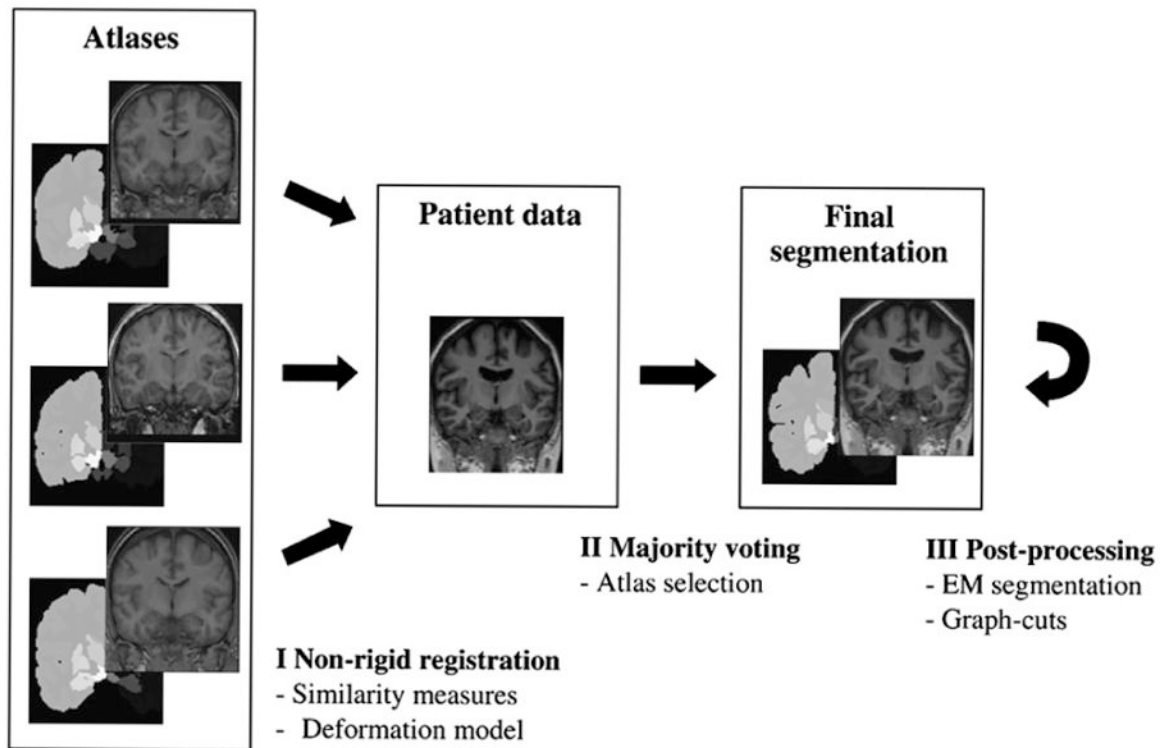 Atlases
Patient data
Final
segmentation
I Non-rigid registration
- Similarity measures
- Deformation model
II Majority voting
- Atlas selection
III Post-processing
- EM segmentation
- Graph-cuts